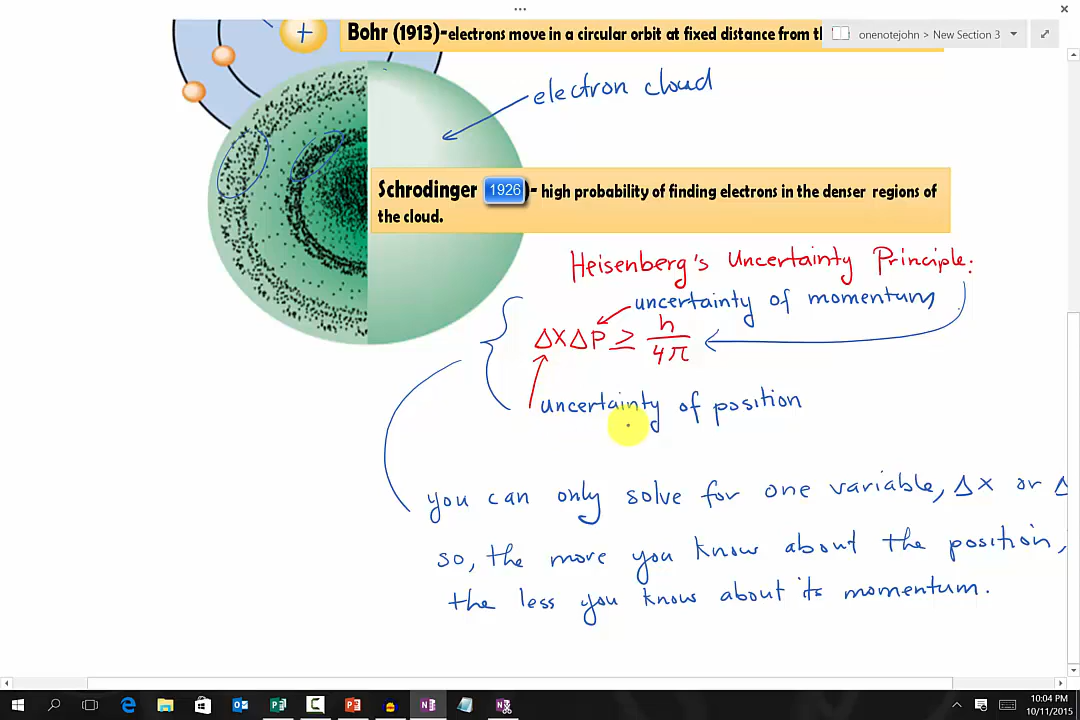 ...
Bohr (1913)-electrons move in a circular orbit at fixed distance from th
onenotejohn > New Section 3
+
electron cloud
Schrodinger 1926)- high probability of finding electrons in the denser regions of
the cloud.
Heisenberg's Uncertainty Principle:
uncertainty of momentum
ΔXΔP ≥ h/4π
uncertainty of position
you can only solve for one variable, ΔX or Δ
so, the more you know about the position,
the less you know about its momentum.
10:04 PM
10/11/2015